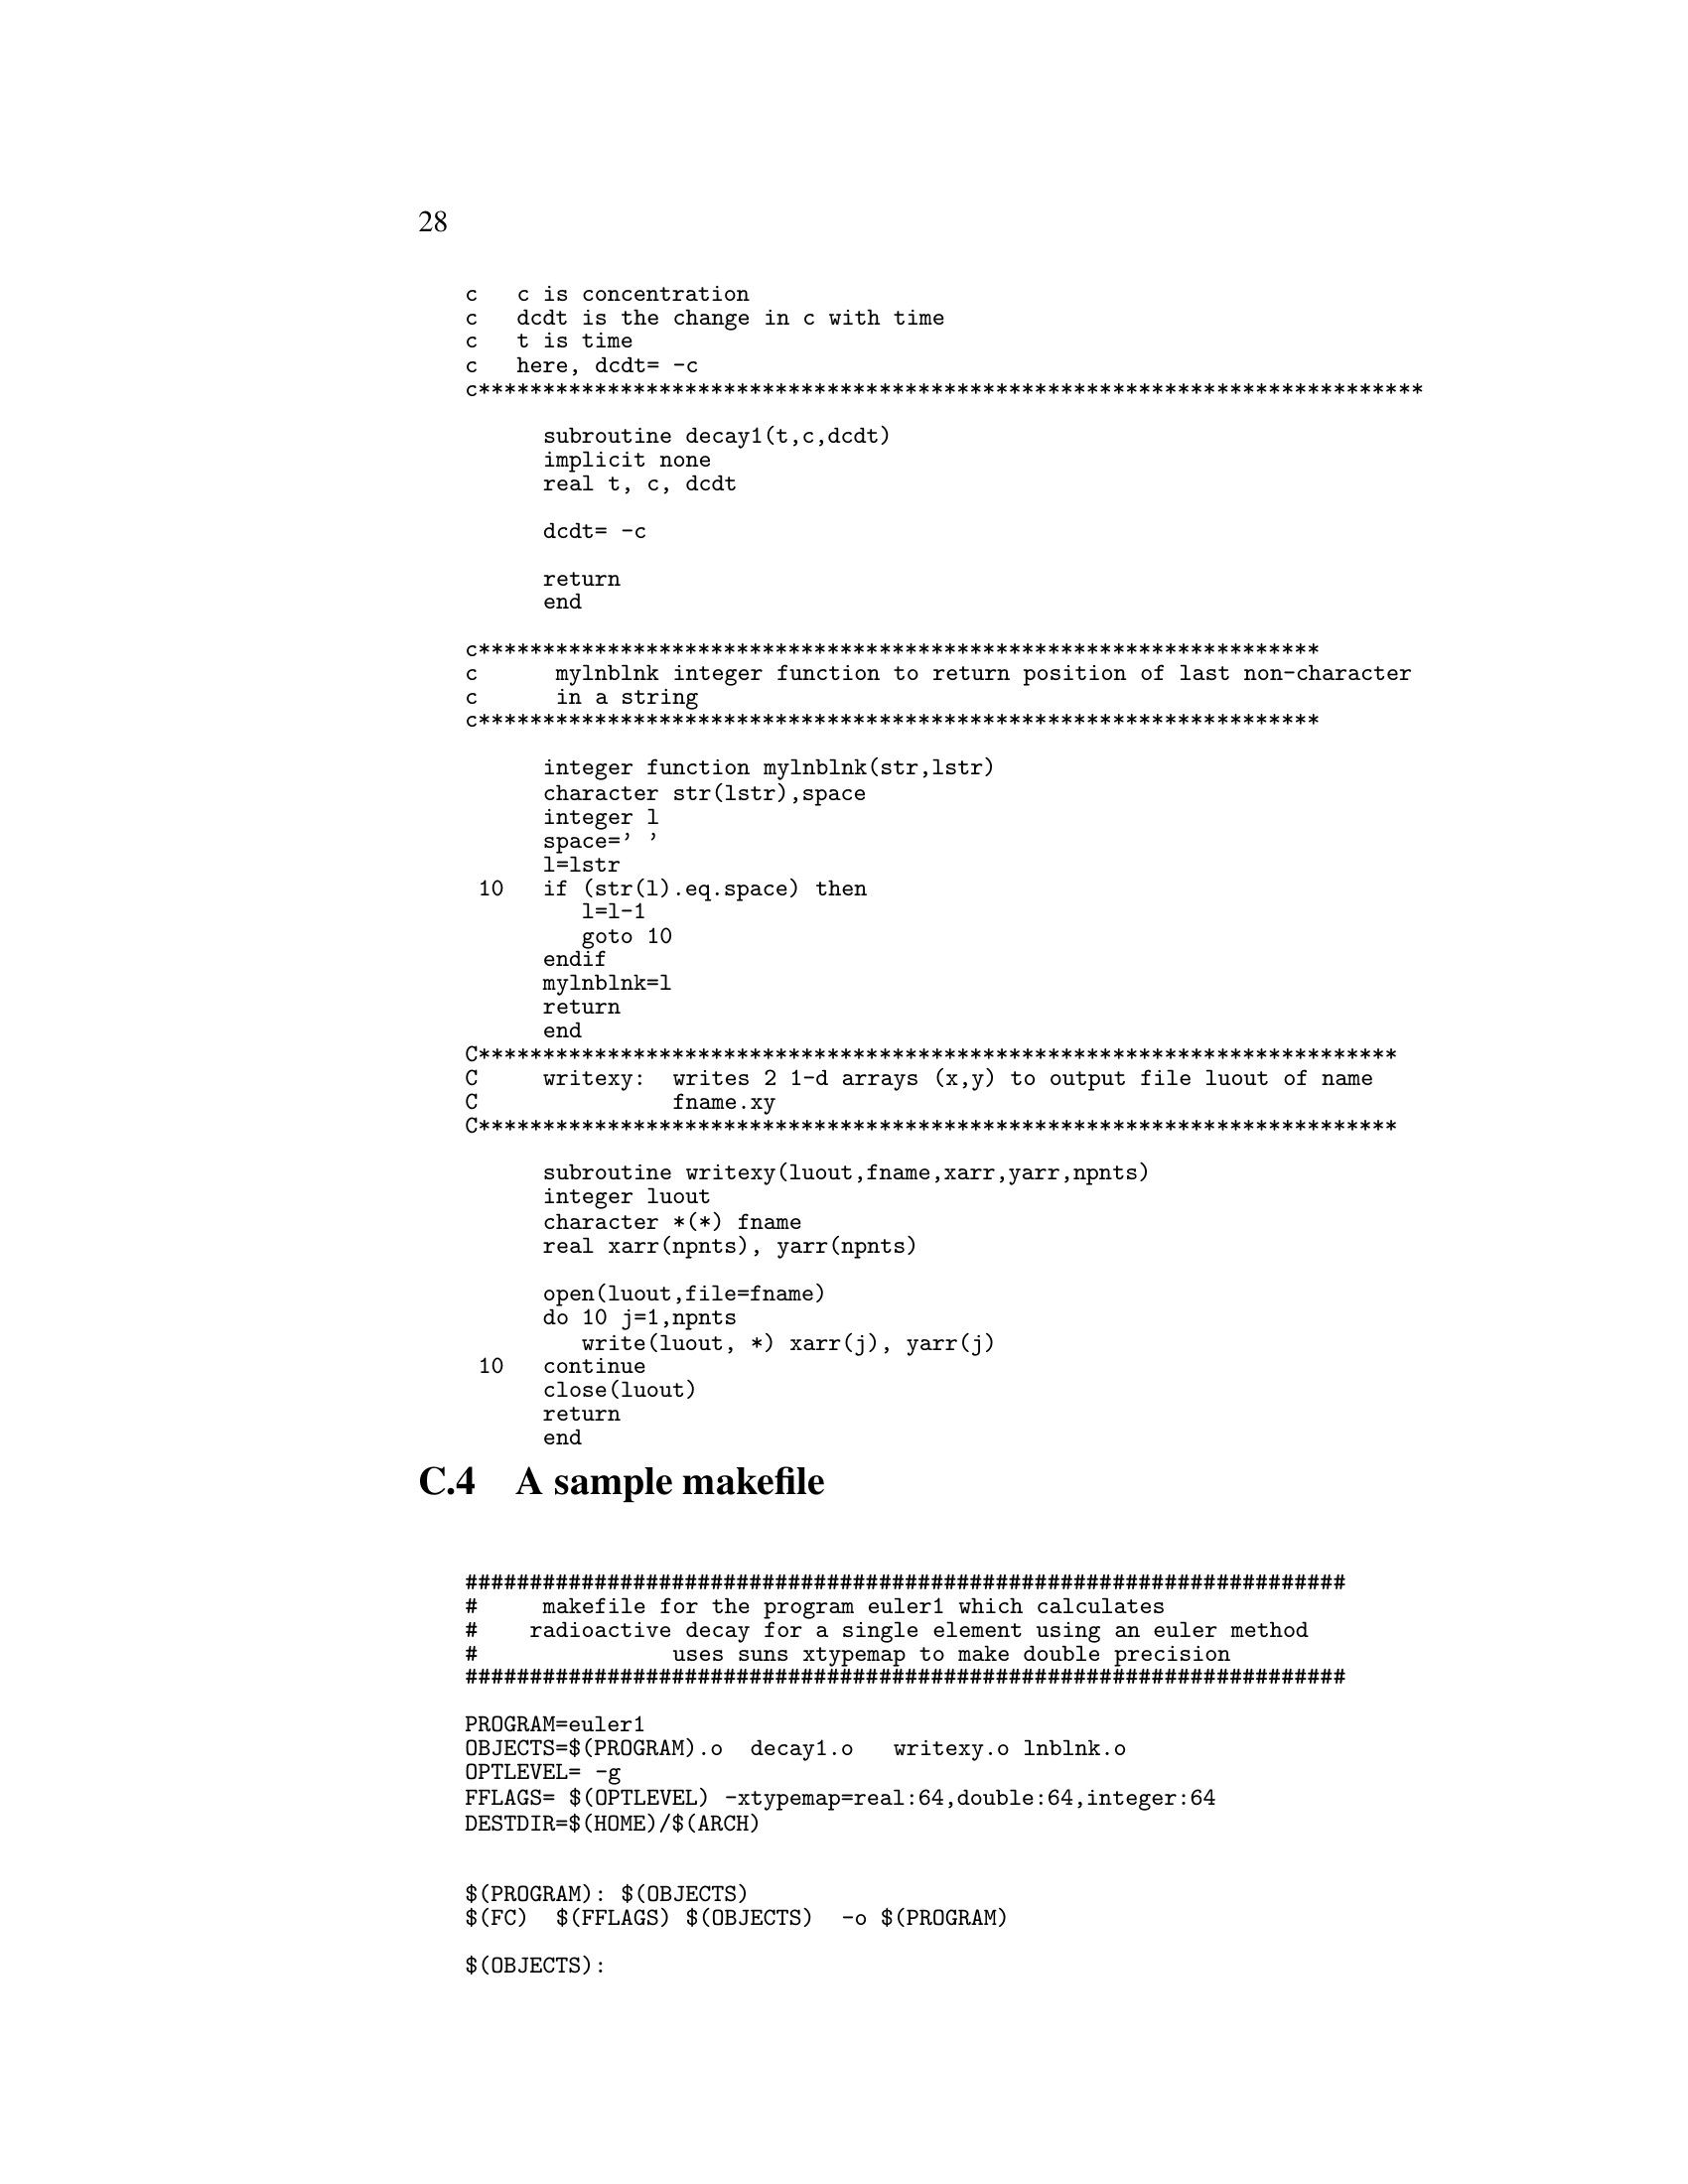 28
c   c is concentration
c   dcdt is the change in c with time
c   t is time
c   here, dcdt= -c
c*************************************************************************
      subroutine decay1(t,c,dcdt)
      implicit none
      real t, c, dcdt
      dcdt= -c
      return
      end
c*****************************************************************
c      mylnblnk integer function to return position of last non-character
c      in a string
c*****************************************************************
      integer function mylnblnk(str,lstr)
      character str(lstr),space
      integer l
      space=’ ’
      l=lstr
 10   if (str(l).eq.space) then
         l=l-1
         goto 10
      endif
      mylnblnk=l
      return
      end
C***********************************************************************
C     writexy:  writes 2 1-d arrays (x,y) to output file luout of name
C               fname.xy
C***********************************************************************
      subroutine writexy(luout,fname,xarr,yarr,npnts)
      integer luout
      character *(*) fname
      real xarr(npnts), yarr(npnts)
      open(luout,file=fname)
      do 10 j=1,npnts
         write(luout, *) xarr(j), yarr(j)
 10   continue
      close(luout)
      return
      end
C.4 A sample makefile
####################################################################
#     makefile for the program euler1 which calculates
#    radioactive decay for a single element using an euler method
#               uses suns xtypemap to make double precision
####################################################################
PROGRAM=euler1
OBJECTS=$(PROGRAM).o  decay1.o   writexy.o lnblnk.o
OPTLEVEL= -g
FFLAGS= $(OPTLEVEL) -xtypemap=real:64,double:64,integer:64
DESTDIR=$(HOME)/$(ARCH)
$(PROGRAM): $(OBJECTS)
$(FC)  $(FFLAGS) $(OBJECTS)  -o $(PROGRAM)
$(OBJECTS):